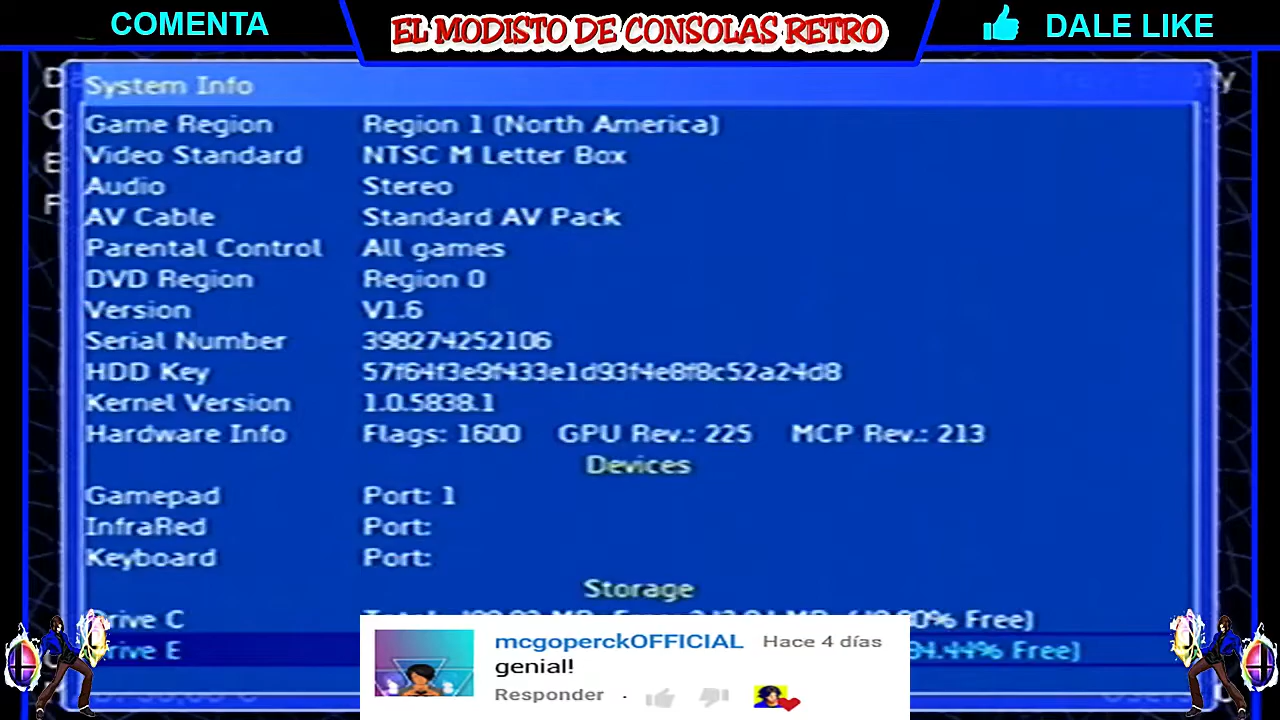 COMENTA
EL MODISTO DE CONSOLAS RETRO
DALE LIKE
System Info
Game Region Region 1 (North America)
Video Standard NTSC M Letter Box
Audio Stereo
AV Cable Standard AV Pack
Parental Control All games
DVD Region Region 0
Version V1.6
Serial Number 398274252106
HDD Key 57f64f3e9f433e1d93f4e8f8c52a24d8
Kernel Version 1.0.5838.1
Hardware Info Flags: 1600 GPU Rev.: 225 MCP Rev.: 213
Devices
Gamepad Port: 1
InfraRed Port:
Keyboard Port:
Storage
Drive C Free)
Drive E Free)
mcgoperckOFFICIAL Hace 4 días
genial!
Responder